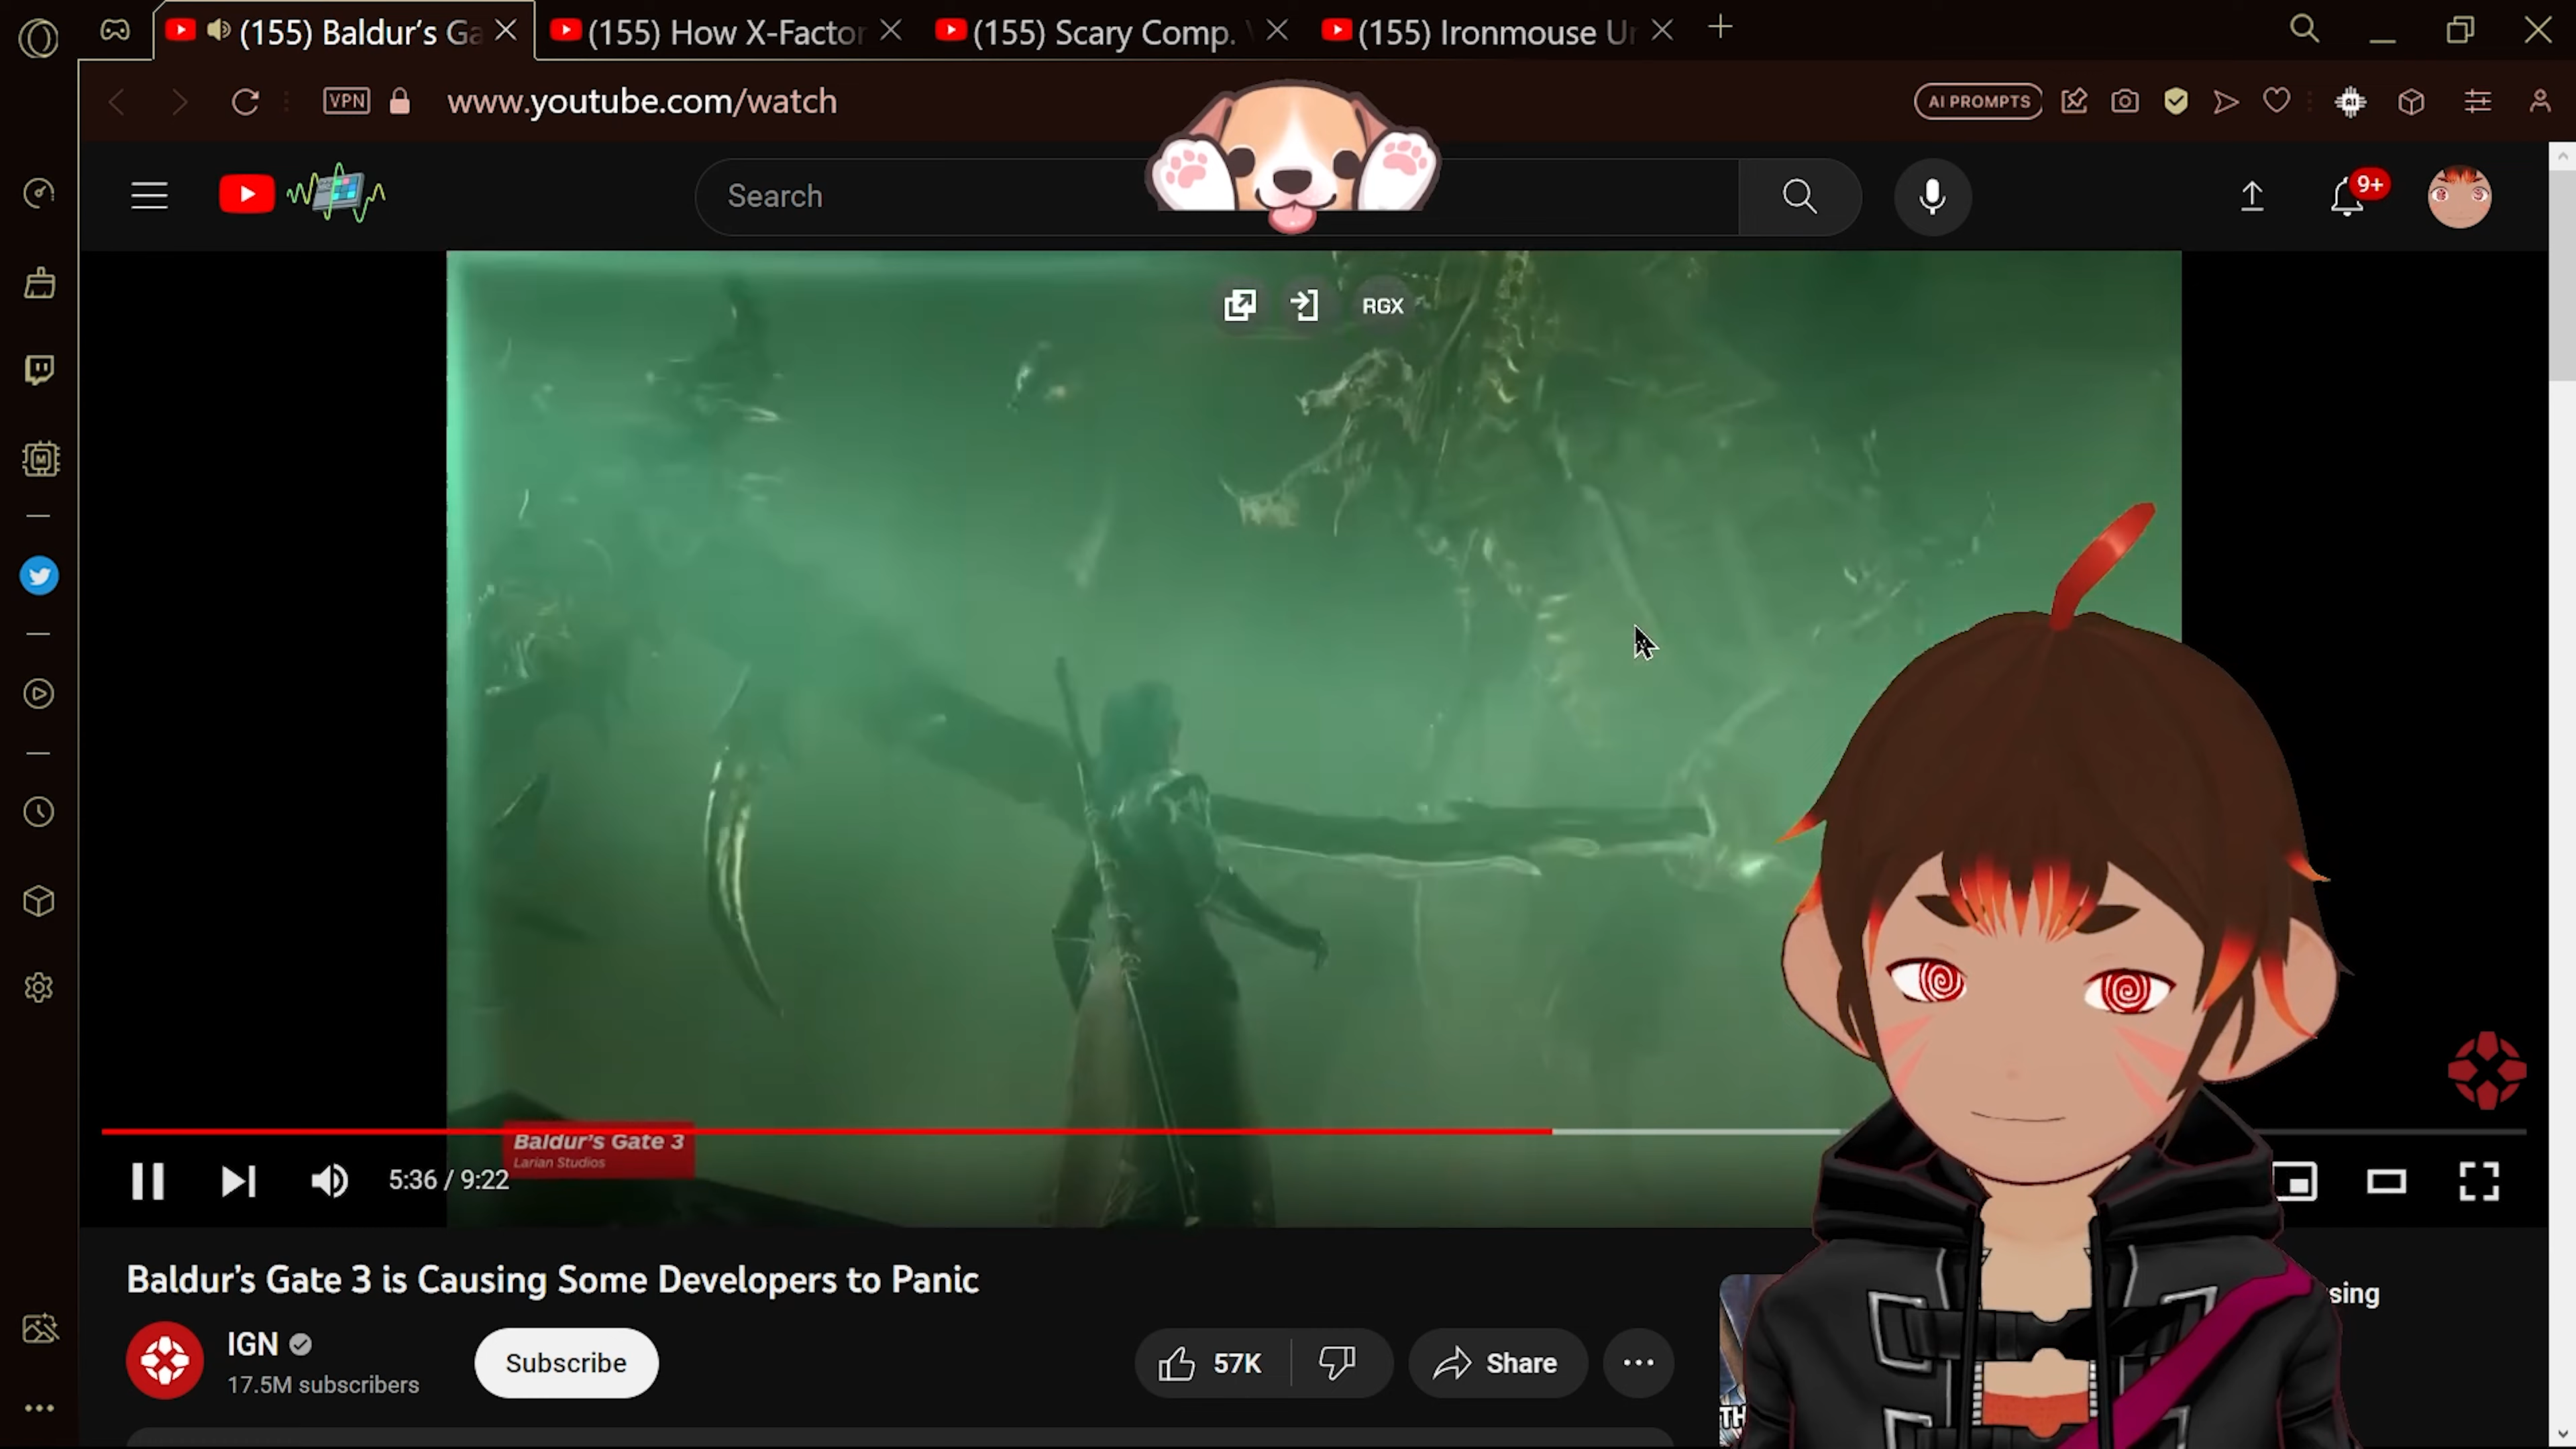 (155) Baldur's Ga
(155) How X-Factor
(155) Scary Comp.
(155) Ironmouse Ur
VPN
www.youtube.com/watch
AI PROMPTS
AI
Search
9+
M
RGX
Baldur's Gate 3
Larian Studios
5:36 / 9:22
Baldur's Gate 3 is Causing Some Developers to Panic
IGN
17.5M subscribers
Subscribe
57K
Share
sing
TH